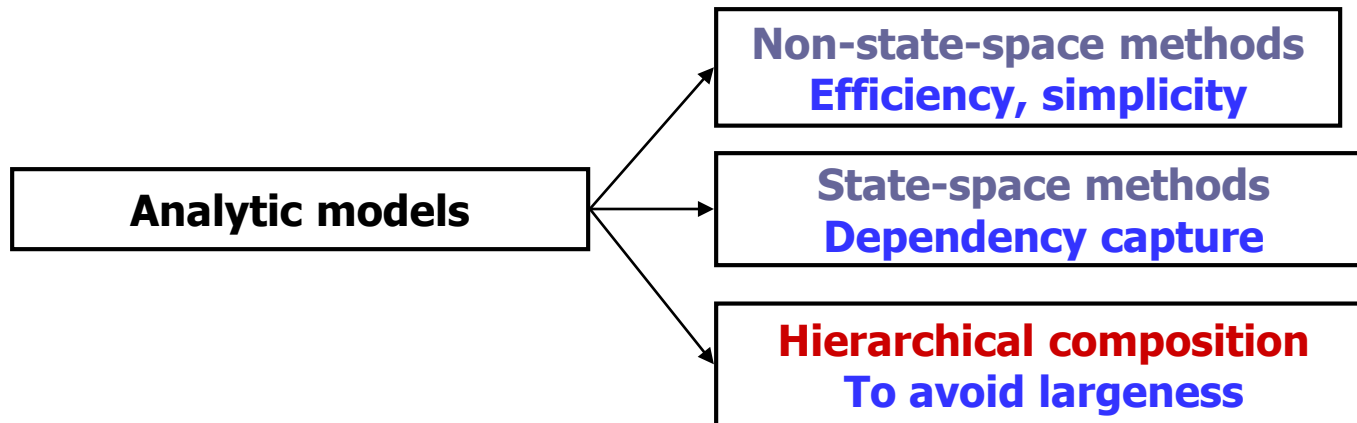 Non-state-space methods
Efficiency, simplicity
Analytic models
State-space methods
Dependency capture
Hierarchical composition
To avoid largeness